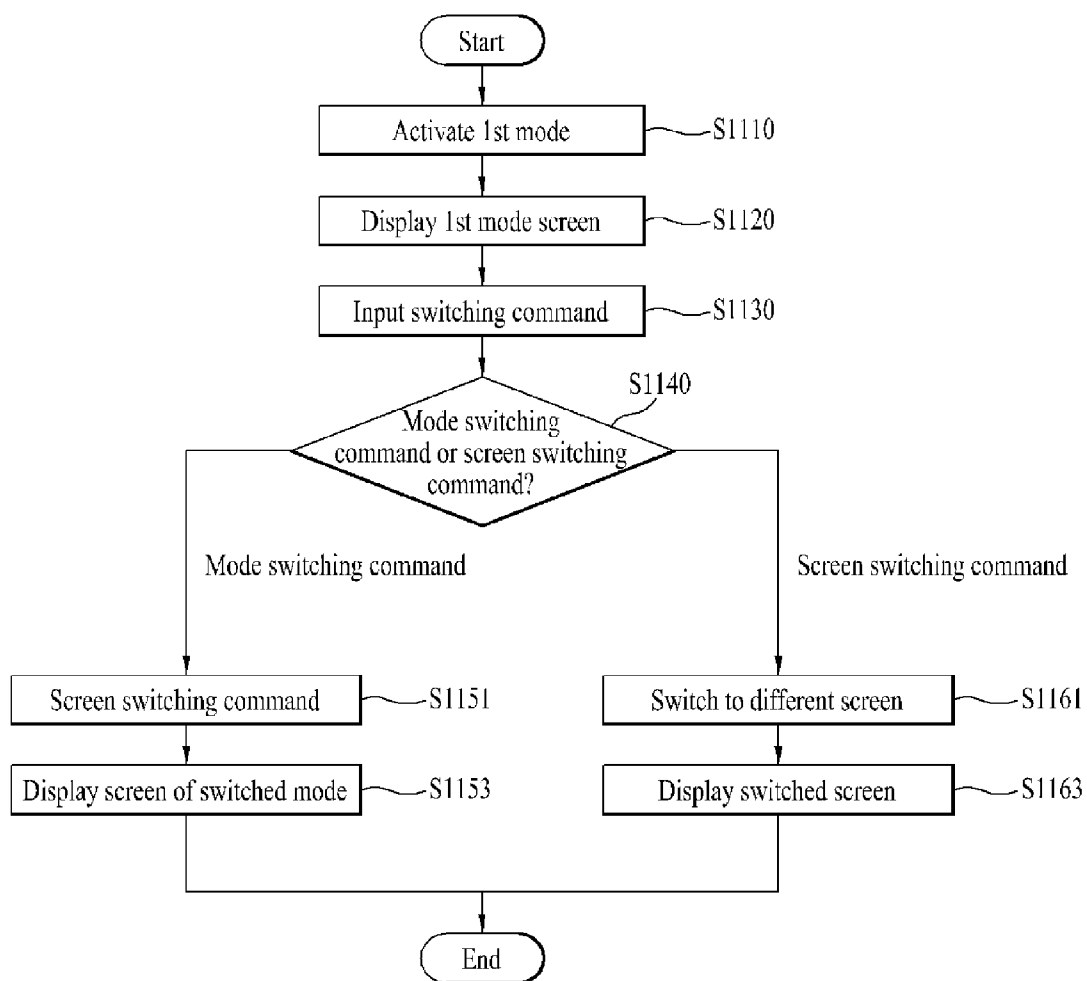 Start
Activate 1st mode
S1110
Display 1st mode screen
S1120
Input switching command
S1130
S1140
Mode switching
command or screen switching
command?
Mode switching command
Screen switching command
Screen switching command
S1151
Switch to different screen
S1161
Display screen of switched mode
S1153
Display switched screen
S1163
End